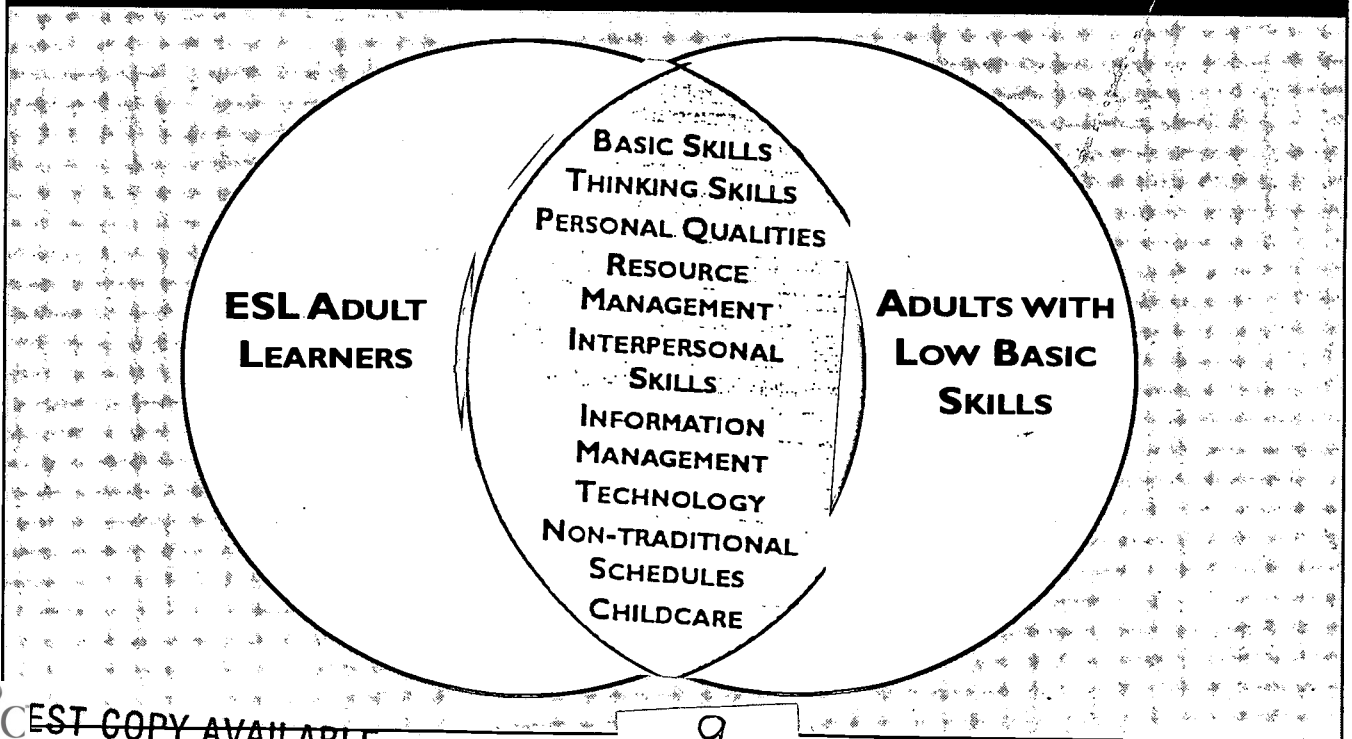 ESL ADULT
LEARNERS
BASIC SKILLS
THINKING SKILLS
PERSONAL QUALITIES
RESOURCE
MANAGEMENT
INTERPERSONAL
SKILLS
INFORMATION
MANAGEMENT
TECHNOLOGY
NON-TRADITIONAL
SCHEDULES
CHILDCARE
ADULTS WITH
LOW BASIC
SKILLS
EST COPY AVAILABLE
9